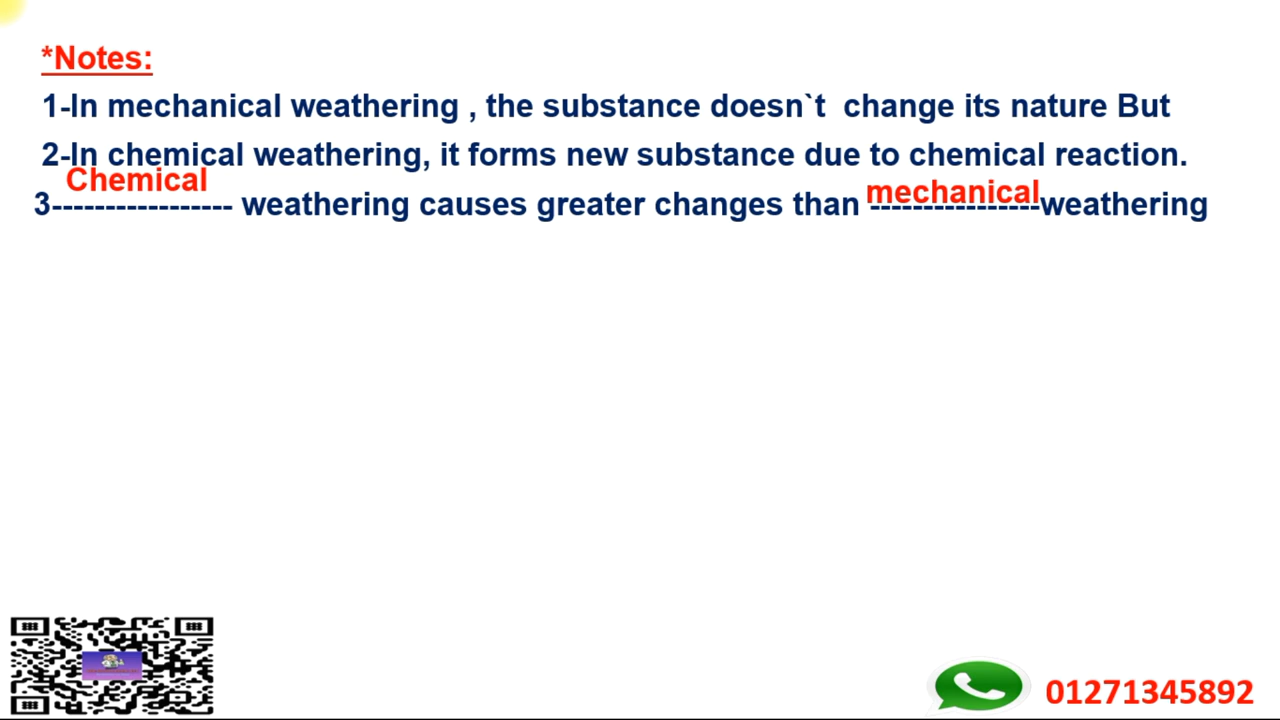 *Notes:
1-In mechanical weathering , the substance doesn`t change its nature But
2-In chemical weathering, it forms new substance due to chemical reaction.
Chemical mechanical
3----------------- weathering causes greater changes than ----------------weathering
01271345892